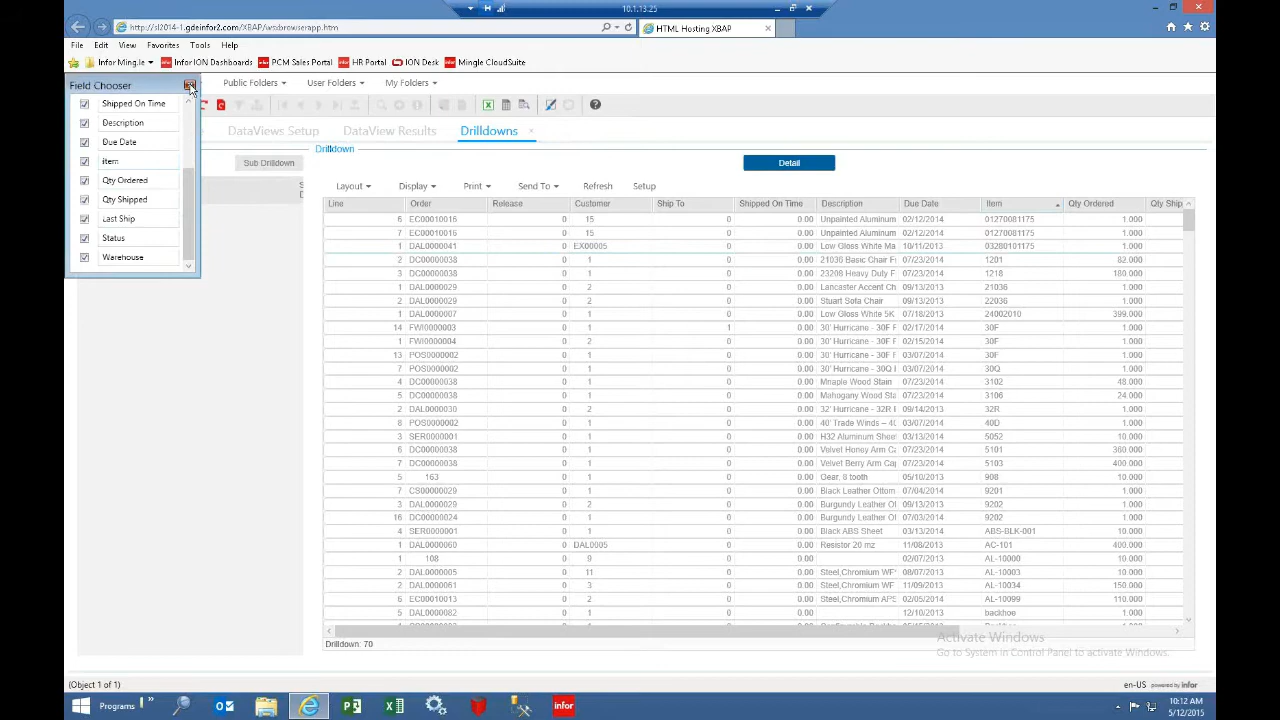 10.1.13.25
http://sl2014-1.gdeinfor2.com/XBAP/wsbrowserapp.htm
HTML Hosting XBAP
File Edit View Favorites Tools Help
Infor Ming.le infor Infor ION Dashboards infor PCM Sales Portal infor HR Portal ION Desk infor Mingle CloudSuite
Field Chooser
Public Folders User Folders My Folders
Shipped On Time
Description
Due Date
Item
Qty Ordered
Qty Shipped
Last Ship
Status
Warehouse
DataViews Setup DataView Results Drilldowns
Drilldown
Sub Drilldown
Detail
Layout Display Print Send To Refresh Setup
Line Order Release Customer Ship To Shipped On Time Description Due Date Item Qty Ordered Qty Ship
6 EC00010016 0 15 0 0.00 Unpainted Aluminum 02/12/2014 01270081175 1.000
7 EC00010016 0 15 0 0.00 Unpainted Aluminum 02/12/2014 01270081175 1.000
1 DAL0000041 0 EX00005 0 0.00 Low Gloss White Ma 10/11/2013 03280101175 1.000
2 DC00000038 0 1 0 0.00 21036 Basic Chair F 07/23/2014 1201 82.000
3 DC00000038 0 1 0 0.00 23208 Heavy Duty F 07/23/2014 1218 180.000
1 DAL0000029 0 2 0 0.00 Lancaster Accent Ch 09/13/2013 21036 1.000
2 DAL0000029 0 2 0 0.00 Stuart Sofa Chair 09/13/2013 22036 1.000
1 DAL0000007 0 1 0 0.00 Low Gloss White 5K 07/18/2013 24002010 399.000
14 FWI0000003 0 1 1 0.00 30' Hurricane - 30F F 02/17/2014 30F 1.000
1 FWI0000004 0 2 0 0.00 30' Hurricane - 30F F 02/15/2014 30F 1.000
13 POS0000002 0 1 0 0.00 30' Hurricane - 30F F 03/07/2014 30F 1.000
7 POS0000002 0 1 0 0.00 30' Hurricane - 30Q 03/07/2014 30Q 1.000
4 DC00000038 0 1 0 0.00 Mnaple Wood Stain 07/23/2014 3102 48.000
5 DC00000038 0 1 0 0.00 Mahogany Wood Sta 07/23/2014 3106 24.000
2 DAL0000030 0 2 0 0.00 32' Hurricane - 32R 09/14/2013 32R 1.000
8 POS0000002 0 1 0 0.00 40' Trade Winds – 4 03/07/2014 40D 1.000
3 SER0000001 0 1 0 0.00 H32 Aluminum Sheet 03/13/2014 5052 10.000
6 DC00000038 0 1 0 0.00 Velvet Honey Arm Ca 07/23/2014 5101 360.000
7 DC00000038 0 1 0 0.00 Velvet Berry Arm Cap 07/23/2014 5103 400.000
5 163 0 1 0 0.00 Gear, 8 tooth 05/10/2013 908 10.000
7 CS00000029 0 1 0 0.00 Black Leather Ottom 07/04/2014 9201 1.000
3 DAL0000029 0 2 0 0.00 Burgundy Leather Ot 09/13/2013 9202 1.000
16 DC00000024 0 1 0 0.00 Burgundy Leather Ot 07/03/2014 9202 1.000
4 SER0000001 0 1 0 0.00 Black ABS Sheet 03/13/2014 ABS-BLK-001 10.000
1 DAL0000060 0 DAL0005 0 0.00 Resistor 20 mz 11/08/2013 AC-101 400.000
1 108 0 9 0 0.00 02/07/2013 AL-10000 10.000
2 DAL0000005 0 11 0 0.00 Steel,Chromium WF 08/07/2013 AL-10003 10.000
2 DAL0000061 0 3 0 0.00 Steel,Chromium WF 11/09/2013 AL-10034 150.000
6 EC00010013 0 2 0 0.00 Steel,Chromium APS 02/05/2014 AL-10099 110.000
5 DAL0000082 0 1 0 0.00 12/10/2013 backhoe 1.000
Drilldown: 70
Activate Windows
Go to System in Control Panel to activate Windows.
(Object 1 of 1)
en-US powered by infor
Programs
infor
10:12 AM
5/12/2015